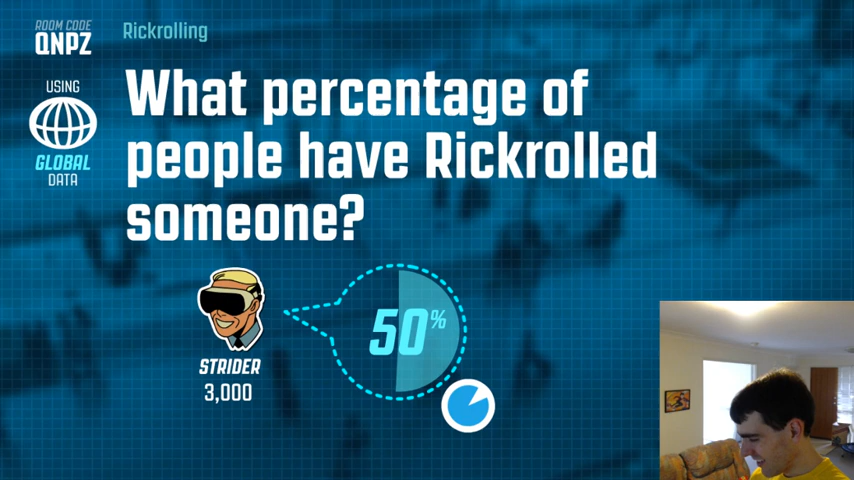 ROOM CODE
QNPZ
Rickrolling
USING
GLOBAL
DATA
What percentage of
people have Rickrolled
someone?
50%
STRIDER
3,000